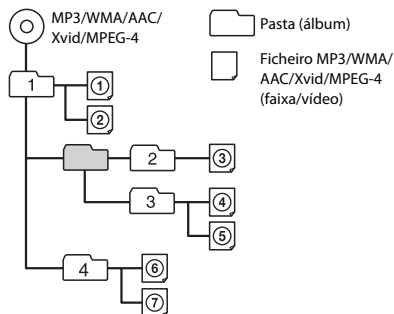 MP3/WMA/AAC/
Xvid/MPEG-4
Pasta (álbum)
Ficheiro MP3/WMA/
AAC/Xvid/MPEG-4
(faixa/vídeo)
1
①
②
2
③
3
④
⑤
4
⑥
⑦